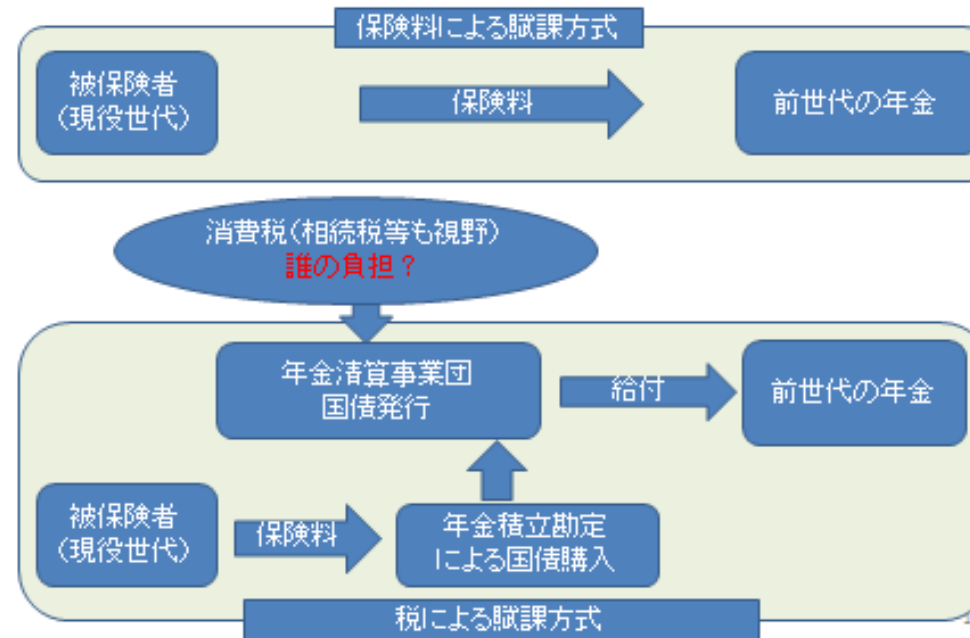 保険料による賦課方式
被保険者
(現役世代)
保険料
前世代の年金
消費税(相続税等も視野)
誰の負担？
年金清算事業団
国債発行
給付
前世代の年金
被保険者
(現役世代)
保険料
年金積立勘定
による国債購入
税による賦課方式